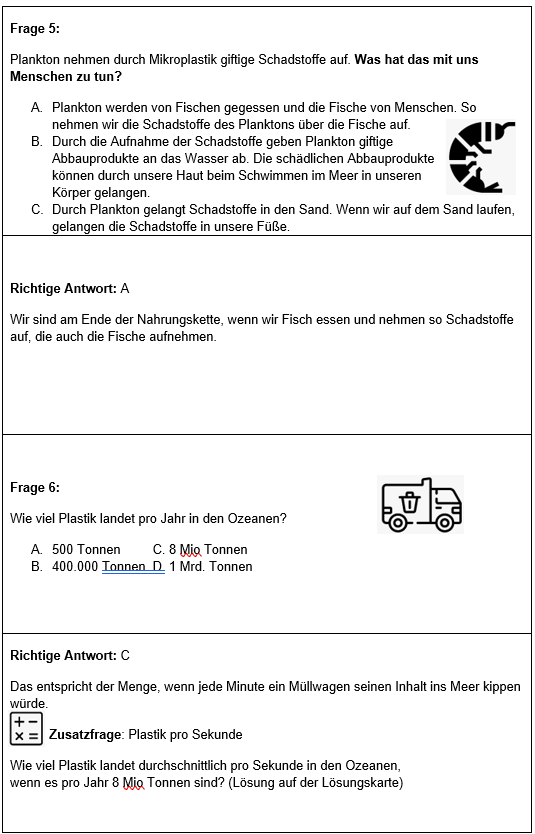 Frage 5:
Plankton nehmen durch Mikroplastik giftige Schadstoffe auf. Was hat das mit uns
Menschen zu tun?
A. Plankton werden von Fischen gegessen und die Fische von Menschen. So
nehmen wir die Schadstoffe des Planktons über die Fische auf.
B. Durch die Aufnahme der Schadstoffe geben Plankton giftige
Abbauprodukte an das Wasser ab. Die schädlichen Abbauprodukte
können durch unsere Haut beim Schwimmen im Meer in unseren
Körper gelangen.
C. Durch Plankton gelangt Schadstoffe in den Sand. Wenn wir auf dem Sand laufen,
gelangen die Schadstoffe in unsere Füße.
Richtige Antwort: A
Wir sind am Ende der Nahrungskette, wenn wir Fisch essen und nehmen so Schadstoffe
auf, die auch die Fische aufnehmen.
Frage 6:
Wie viel Plastik landet pro Jahr in den Ozeanen?
A. 500 Tonnen C. 8 Mio Tonnen
B. 400.000 Tonnen D. 1 Mrd. Tonnen
Richtige Antwort: C
Das entspricht der Menge, wenn jede Minute ein Müllwagen seinen Inhalt ins Meer kippen
würde.
Zusatzfrage: Plastik pro Sekunde
Wie viel Plastik landet durchschnittlich pro Sekunde in den Ozeanen,
wenn es pro Jahr 8 Mio Tonnen sind? (Lösung auf der Lösungskarte)